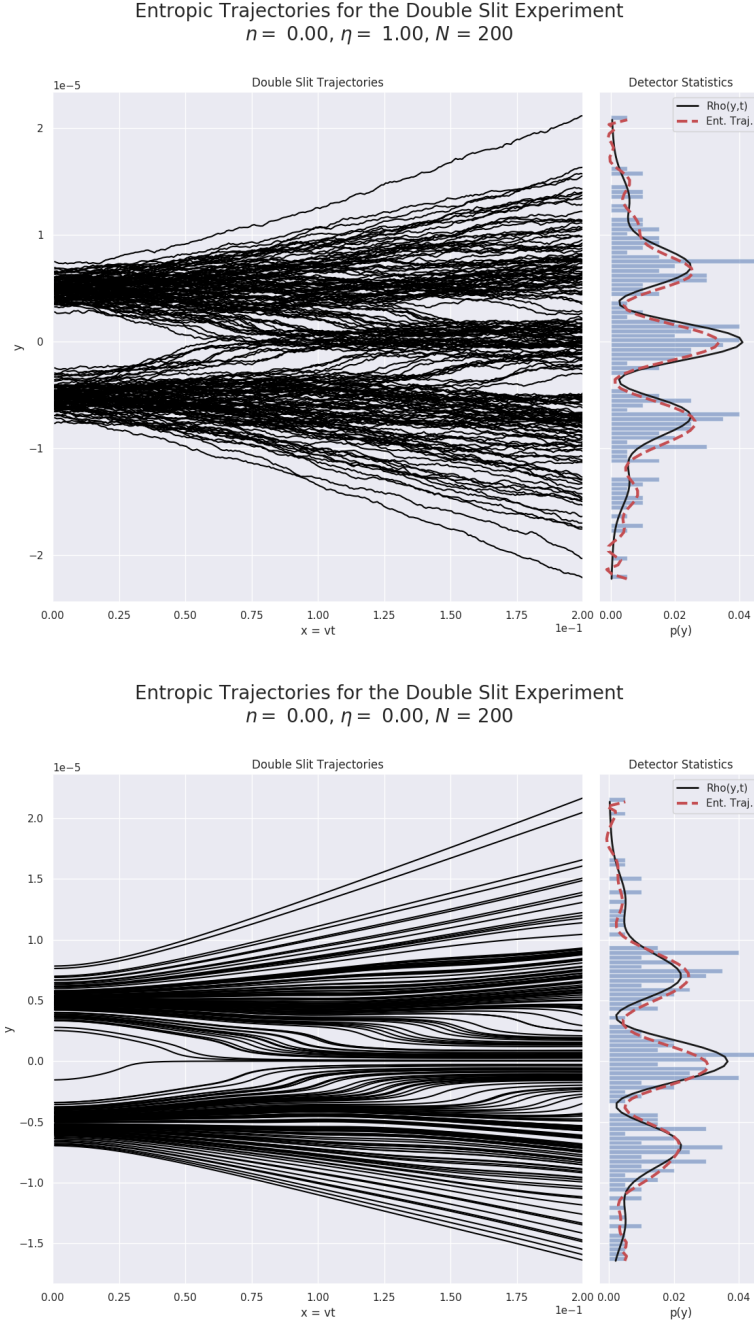 Entropic Trajectories for the Double Slit Experiment
n = 0.00, η = 1.00, N = 200
Double Slit Trajectories
Detector Statistics
1e−5
Rho(y,t)
Ent. Traj.
2
1
0
−1
−2
y
0.00 0.25 0.50 0.75 1.00 1.25 1.50 1.75 2.00
x = vt
1e−1
0.00 0.02 0.04
p(y)
Entropic Trajectories for the Double Slit Experiment
n = 0.00, η = 0.00, N = 200
Double Slit Trajectories
Detector Statistics
1e−5
Rho(y,t)
Ent. Traj.
2.0
1.5
1.0
0.5
0.0
−0.5
−1.0
−1.5
y
0.00 0.25 0.50 0.75 1.00 1.25 1.50 1.75 2.00
x = vt
1e−1
0.00 0.02 0.04
p(y)